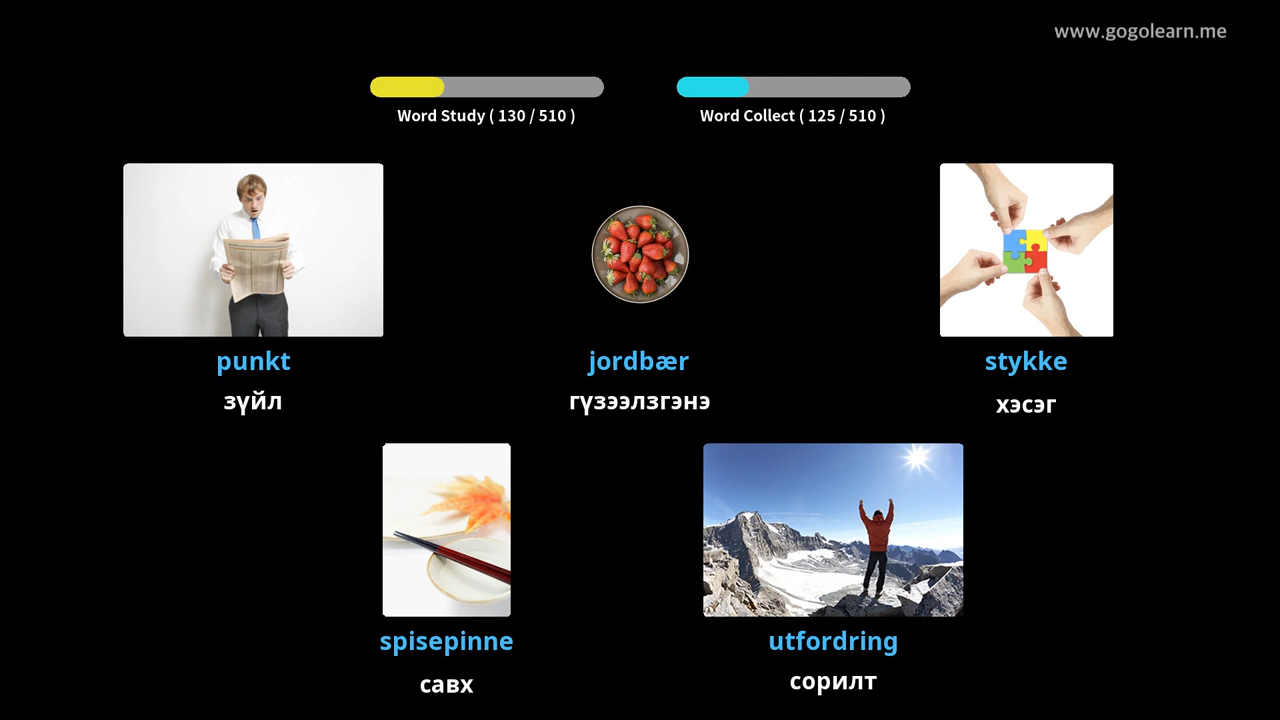 www.gogolearn.me
Word Study ( 130 / 510 )
Word Collect ( 125 / 510 )
punkt
зүйл
jordbær
гүзээлзгэнэ
stykke
хэсэг
spisepinne
савх
utfordring
сорилт